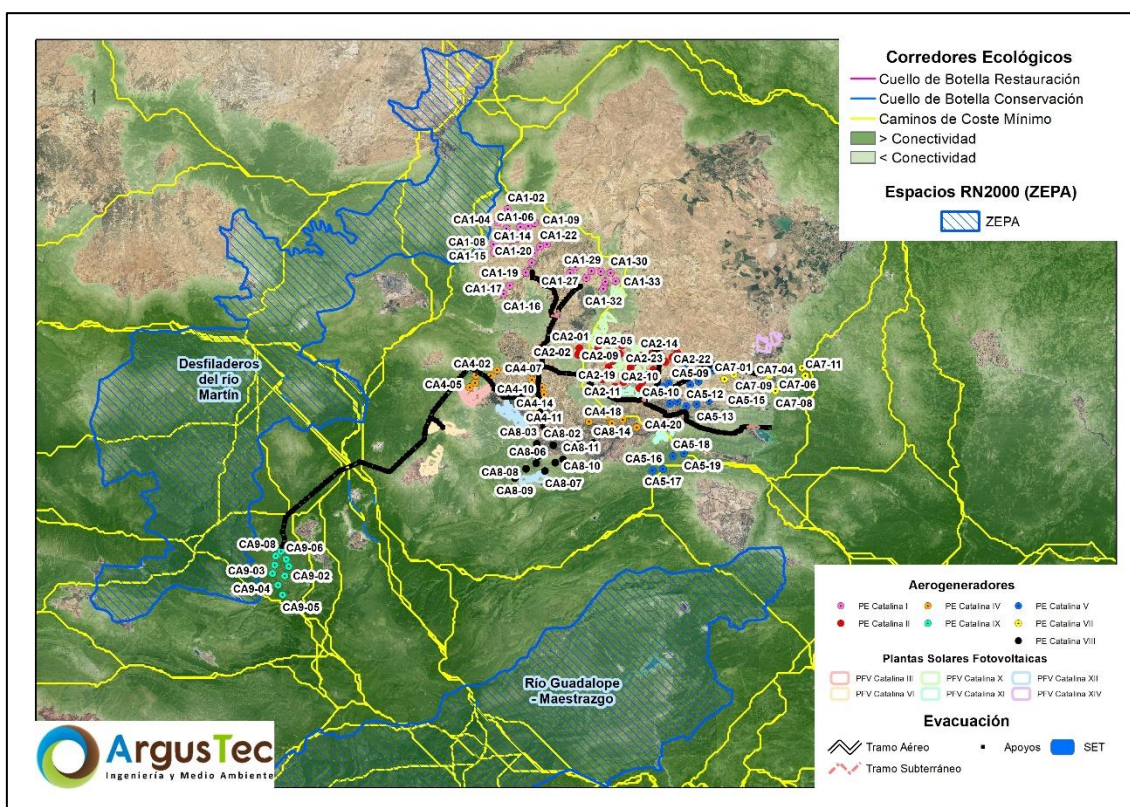 Corredores Ecológicos
Cuello de Botella Restauración
Cuello de Botella Conservación
Caminos de Coste Mínimo
> Conectividad
< Conectividad
Espacios RN2000 (ZEPA)
ZEPA
CA1-02
CA1-04
CA1-06
CA1-09
CA1-14
CA1-08
CA1-22
CA1-15
CA1-20
CA1-29
CA1-30
CA1-19
CA1-27
CA1-33
CA1-17
CA1-16
CA1-32
CA2-01
CA2-05
CA2-14
CA2-02
CA2-09
CA2-23
CA2-22
CA7-01
CA7-04
CA7-11
CA4-02
CA4-07
CA2-19
CA2-10
CA5-09
CA7-09
CA7-06
CA4-05
CA4-10
CA2-11
CA5-10
CA5-12
CA5-15
CA7-08
CA4-14
CA5-13
CA4-11
CA4-18
CA4-20
CA8-03
CA8-02
CA8-14
CA5-18
CA8-06
CA8-11
CA5-16
CA5-19
CA8-08
CA8-10
CA5-17
CA8-09
CA8-07
Desfiladeros
del río
Martín
CA9-08
CA9-06
CA9-03
CA9-02
CA9-04
CA9-05
Río Guadalope
- Maestrazgo
Aerogeneradores
PE Catalina I
PE Catalina IV
PE Catalina V
PE Catalina II
PE Catalina IX
PE Catalina VII
PE Catalina VIII
Plantas Solares Fotovoltaicas
PFV Catalina III
PFV Catalina X
PFV Catalina XII
PFV Catalina VI
PFV Catalina XI
PFV Catalina XIV
Evacuación
Tramo Aéreo
Apoyos
SET
Tramo Subterráneo
ArgusTec
Ingeniería y Medio Ambiente